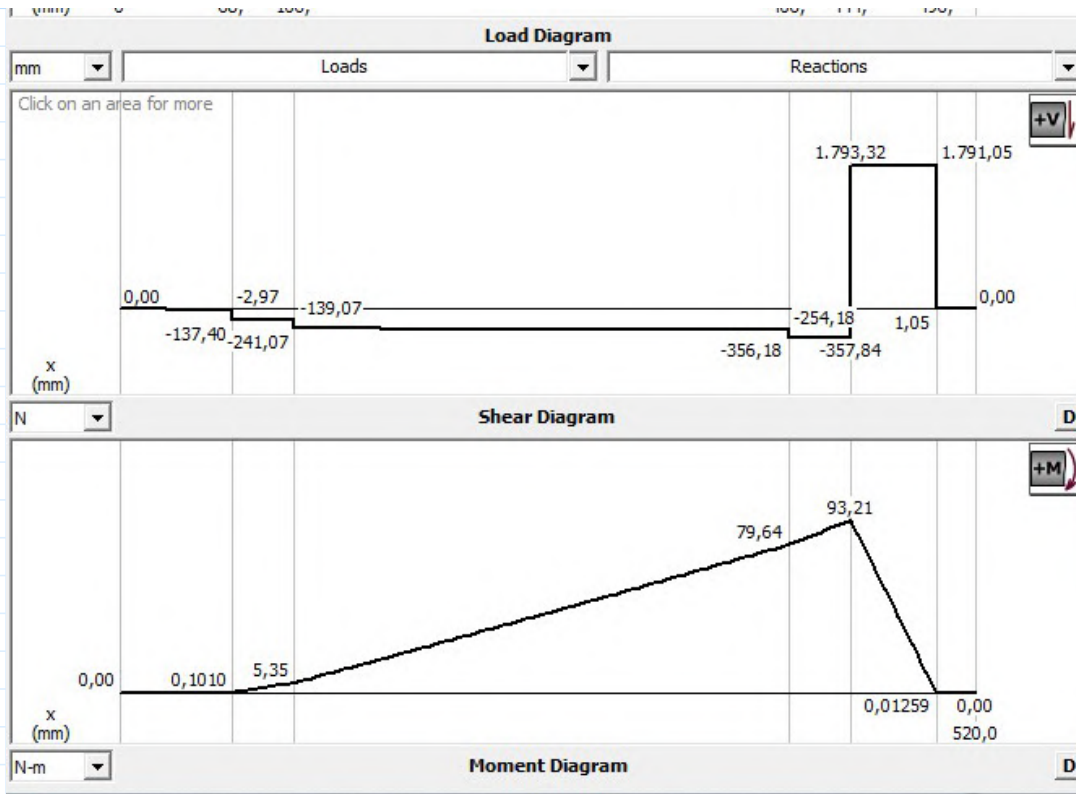 Load Diagram
mm Loads Reactions
Click on an area for more
+V
1.793,32 1.791,05
0,00 -2,97 -139,07 -254,18 1,05 0,00
-137,40 -241,07 -356,18 -357,84
x
(mm)
N Shear Diagram D
+M
93,21
79,64
0,00 0,1010 5,35 0,01259 0,00
x
(mm) 520,0
N-m Moment Diagram D